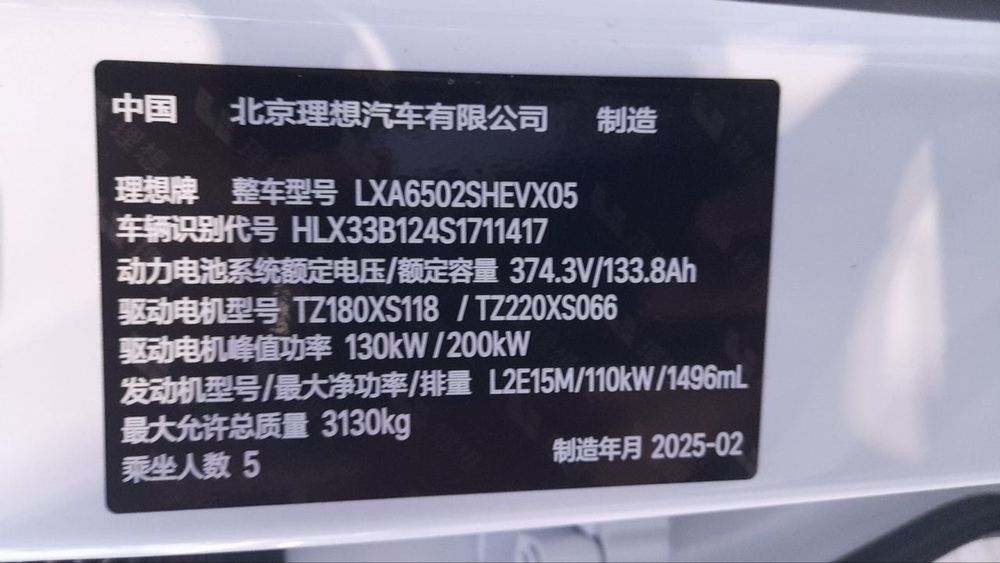 中国 北京理想汽车有限公司 制造
理想牌 整车型号 LXA6502SHEVX05
车辆识别代号 HLX33B124S1711417
动力电池系统额定电压/额定容量 374.3V/133.8Ah
驱动电机型号 TZ180XS118 / TZ220XS066
驱动电机峰值功率 130kW / 200kW
发动机型号/最大净功率/排量 L2E15M/110kW/1496mL
最大允许总质量 3130kg
乘坐人数 5 制造年月 2025-02